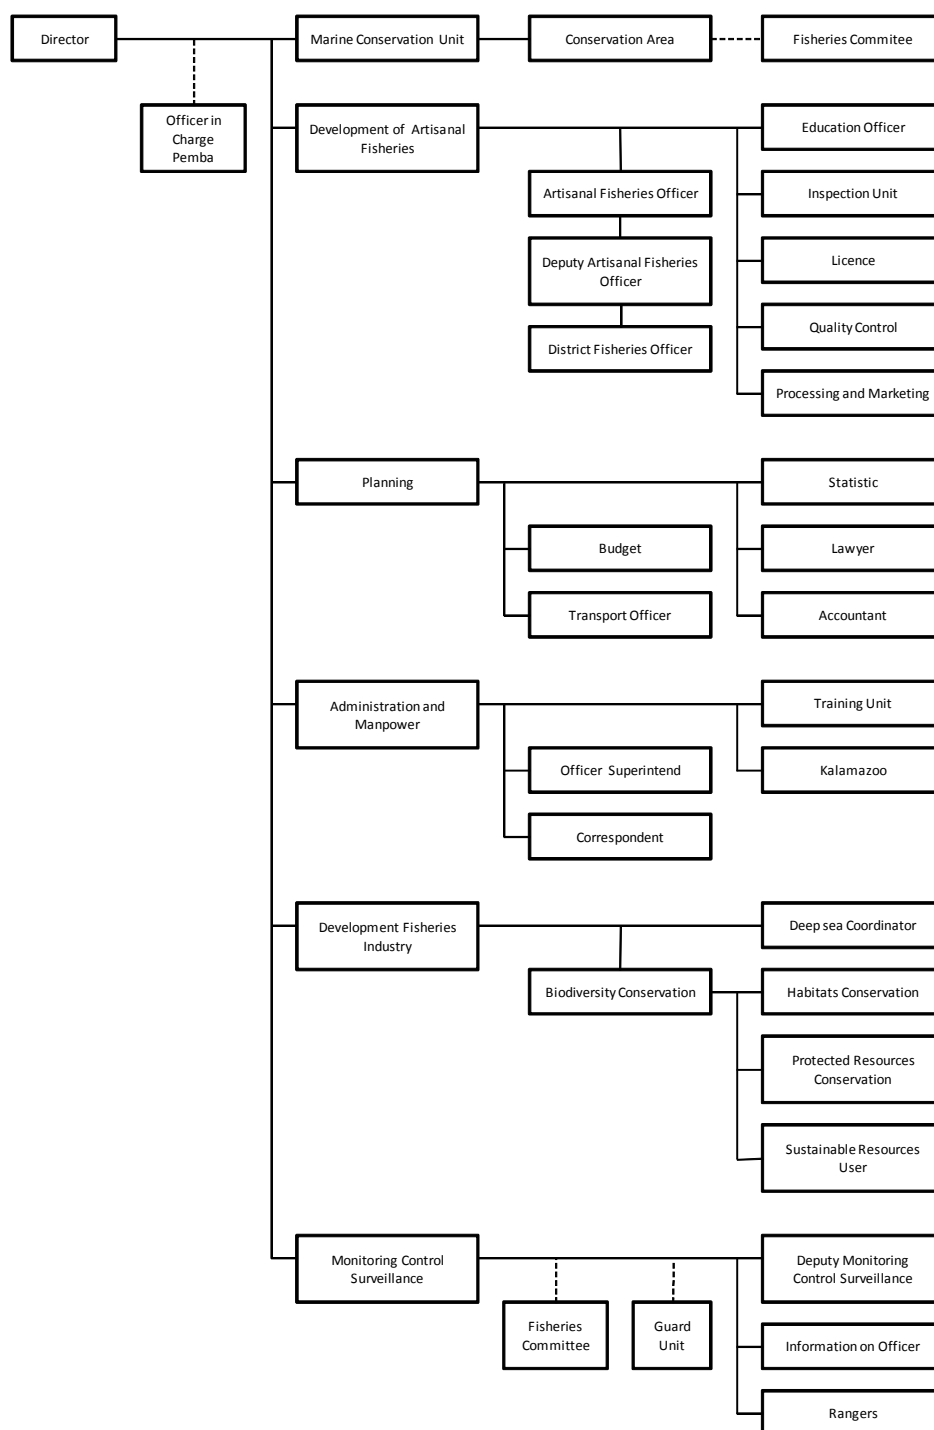 Director
Marine Conservation Unit
Conservation Area
Fisheries Commitee
Officer in
Charge
Pemba
Development of Artisanal
Fisheries
Education Officer
Artisanal Fisheries Officer
Inspection Unit
Deputy Artisanal Fisheries
Officer
Licence
District Fisheries Officer
Quality Control
Processing and Marketing
Planning
Statistic
Budget
Lawyer
Transport Officer
Accountant
Administration and
Manpower
Training Unit
Officer Superintend
Kalamazoo
Correspondent
Development Fisheries
Industry
Deep sea Coordinator
Biodiversity Conservation
Habitats Conservation
Protected Resources
Conservation
Sustainable Resources
User
Monitoring Control
Surveillance
Deputy Monitoring
Control Surveillance
Fisheries
Committee
Guard
Unit
Information on Officer
Rangers